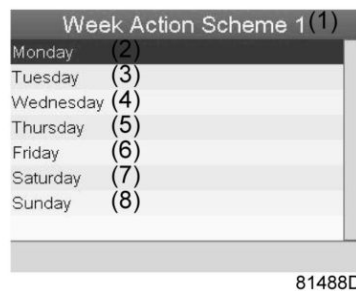 Week Action Scheme 1(1)
Monday (2)
Tuesday (3)
Wednesday (4)
Thursday (5)
Friday (6)
Saturday (7)
Sunday (8)
81488D